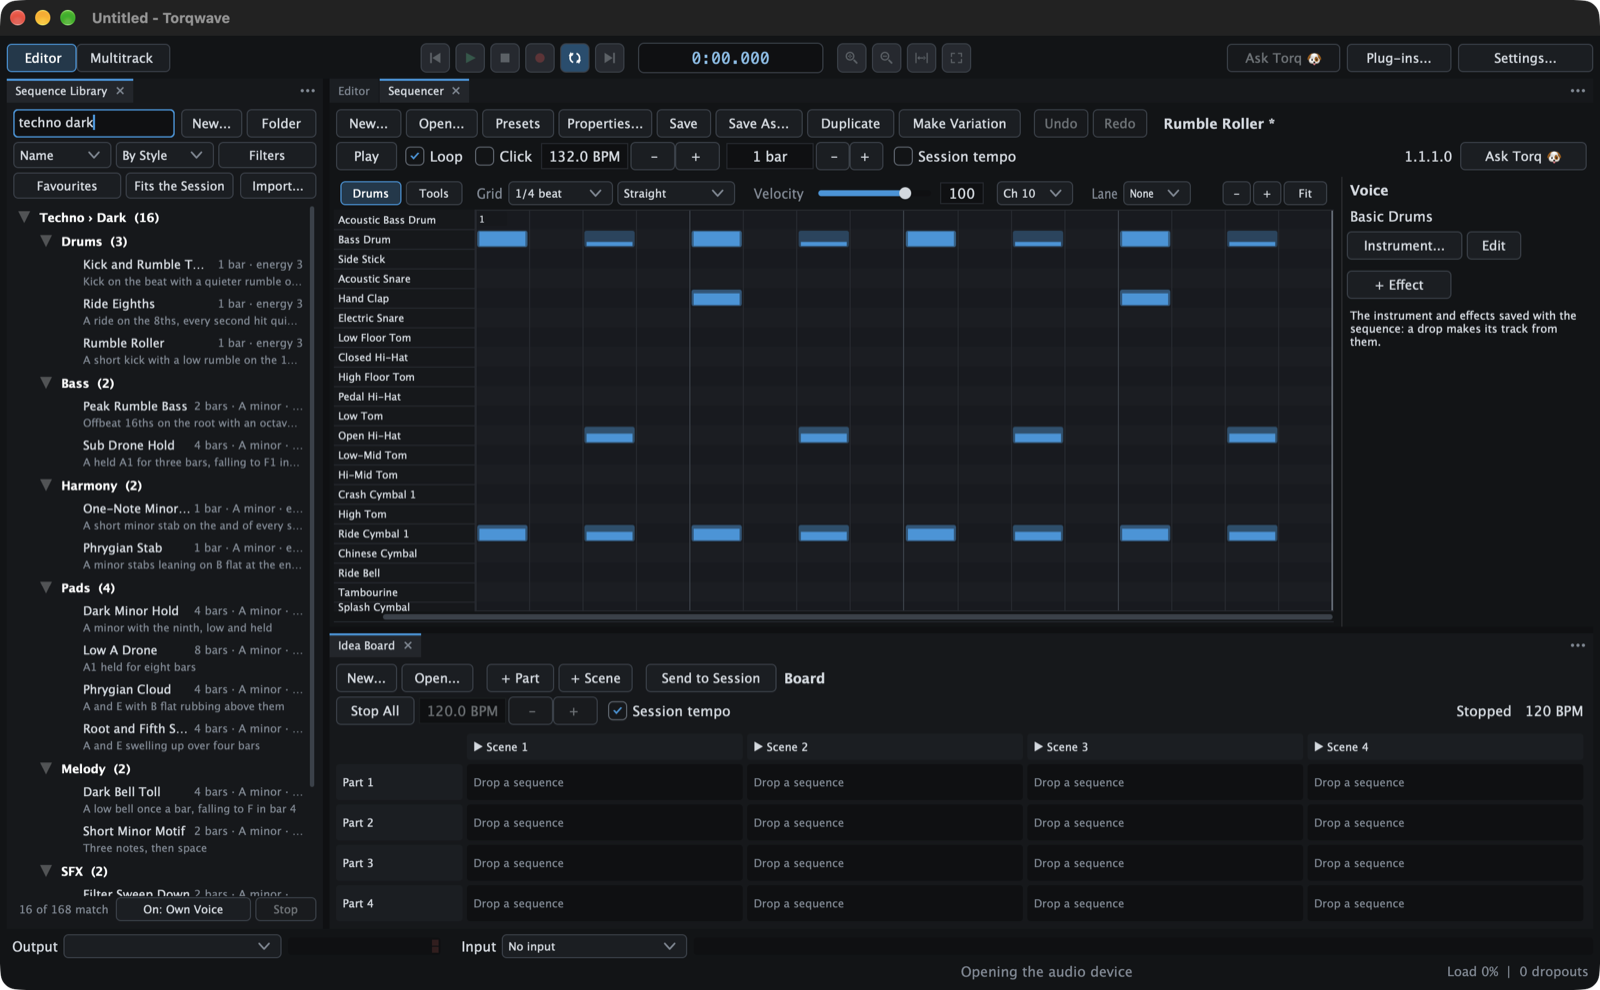 Untitled - Torqwave
Editor
Multitrack
0:00.000
Ask Torq
Plug-ins...
Settings...
Sequence Library
techno dark
New...
Folder
Name
By Style
Filters
Favourites
Fits the Session
Import...
Techno › Dark (16)
Drums (3)
Kick and Rumble T... 1 bar · energy 3
Kick on the beat with a quieter rumble o...
Ride Eighths 1 bar · energy 3
A ride on the 8ths, every second hit qui...
Rumble Roller 1 bar · energy 3
A short kick with a low rumble on the 1...
Bass (2)
Peak Rumble Bass 2 bars · A minor · ...
Offbeat 16ths on the root with an octav...
Sub Drone Hold 4 bars · A minor · ...
A held A1 for three bars, falling to F1 in...
Harmony (2)
One-Note Minor... 1 bar · A minor · e...
A short minor stab on the and of every s...
Phrygian Stab 1 bar · A minor · e...
A minor stabs leaning on B flat at the en...
Pads (4)
Dark Minor Hold 4 bars · A minor · ...
A minor with the ninth, low and held
Low A Drone 8 bars · A minor · ...
A1 held for eight bars
Phrygian Cloud 4 bars · A minor · ...
A and E with B flat rubbing above them
Root and Fifth S... 4 bars · A minor · ...
A and E swelling up over four bars
Melody (2)
Dark Bell Toll 4 bars · A minor · ...
A low bell once a bar, falling to F in bar 4
Short Minor Motif 2 bars · A minor · ...
Three notes, then space
SFX (2)
Filter Sweep Down 2 bars · A minor ·
16 of 168 match
On: Own Voice
Stop
Editor
Sequencer
New...
Open...
Presets
Properties...
Save
Save As...
Duplicate
Make Variation
Undo
Redo
Rumble Roller *
Play
Loop
Click
132.0 BPM
-
+
1 bar
-
+
Session tempo
1.1.1.0
Ask Torq
Drums
Tools
Grid
1/4 beat
Straight
Velocity
100
Ch 10
Lane
None
-
+
Fit
1
Acoustic Bass Drum
Bass Drum
Side Stick
Acoustic Snare
Hand Clap
Electric Snare
Low Floor Tom
Closed Hi-Hat
High Floor Tom
Pedal Hi-Hat
Low Tom
Open Hi-Hat
Low-Mid Tom
Hi-Mid Tom
Crash Cymbal 1
High Tom
Ride Cymbal 1
Chinese Cymbal
Ride Bell
Tambourine
Splash Cymbal
Voice
Basic Drums
Instrument...
Edit
+ Effect
The instrument and effects saved with the
sequence: a drop makes its track from
them.
Idea Board
New...
Open...
+ Part
+ Scene
Send to Session
Board
Stop All
120.0 BPM
-
+
Session tempo
Stopped 120 BPM
Scene 1
Scene 2
Scene 3
Scene 4
Part 1
Drop a sequence
Drop a sequence
Drop a sequence
Drop a sequence
Part 2
Drop a sequence
Drop a sequence
Drop a sequence
Drop a sequence
Part 3
Drop a sequence
Drop a sequence
Drop a sequence
Drop a sequence
Part 4
Drop a sequence
Drop a sequence
Drop a sequence
Drop a sequence
Output
Input
No input
Opening the audio device
Load 0% | 0 dropouts